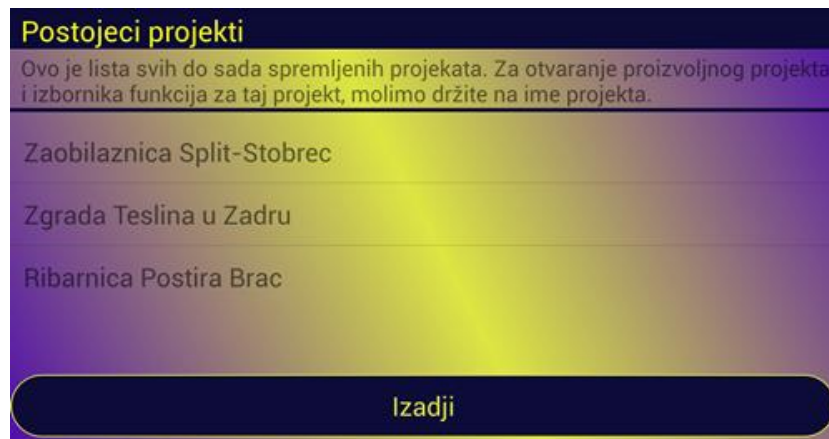 Postojeci projekti
Ovo je lista svih do sada spremljenih projekata. Za otvaranje proizvoljnog projekta
i izbornika funkcija za taj projekt, molimo držite na ime projekta.
Zaobilaznica Split-Stobrec
Zgrada Teslina u Zadru
Ribarnica Postira Brac
Izadji